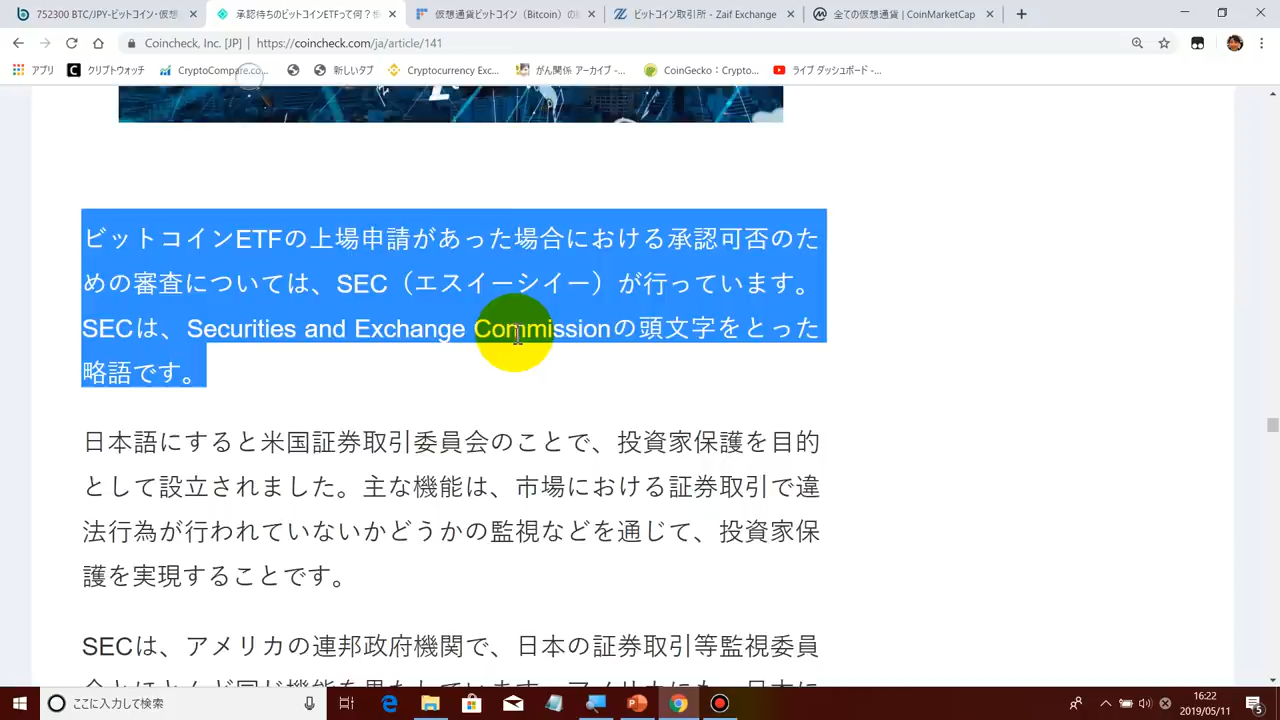 752300 BTC/JPY-ビットコイン・仮想
承認待ちのビットコインETFって何？
仮想通貨ビットコイン（Bitcoin）の
ビットコイン取引所 - Zaif Exchange
全ての仮想通貨 | CoinMarketCap
Coincheck, Inc. [JP] | https://coincheck.com/ja/article/141
アプリ
クリプトウォッチ
CryptoCompare.co...
新しいタブ
Cryptocurrency Exc...
がん関係 アーカイブ -...
CoinGecko：Crypto...
ライブ ダッシュボード -...
ビットコインETFの上場申請があった場合における承認可否のた
めの審査については、SEC（エスイーシイー）が行っています。
SECは、Securities and Exchange Commissionの頭文字をとった
略語です。
日本語にすると米国証券取引委員会のことで、投資家保護を目的
として設立されました。主な機能は、市場における証券取引で違
法行為が行われていないかどうかの監視などを通じて、投資家保
護を実現することです。
SECは、アメリカの連邦政府機関で、日本の証券取引等監視委員
ここに入力して検索
16:22
2019/05/11
5